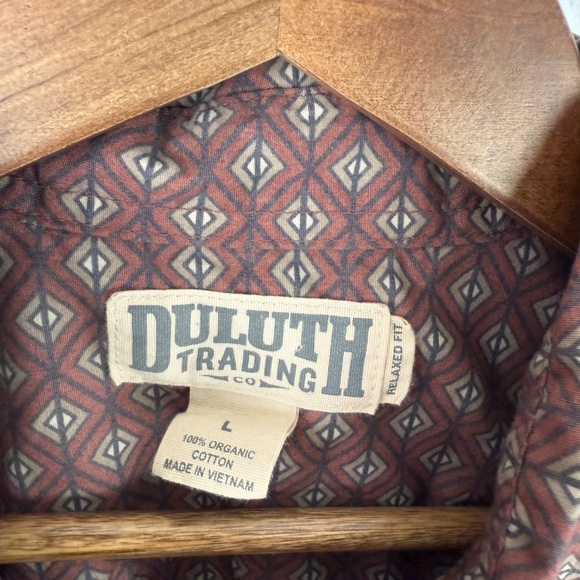 DULUTH
TRADING
CO
RELAXED FIT
L
100% ORGANIC
COTTON
MADE IN VIETNAM